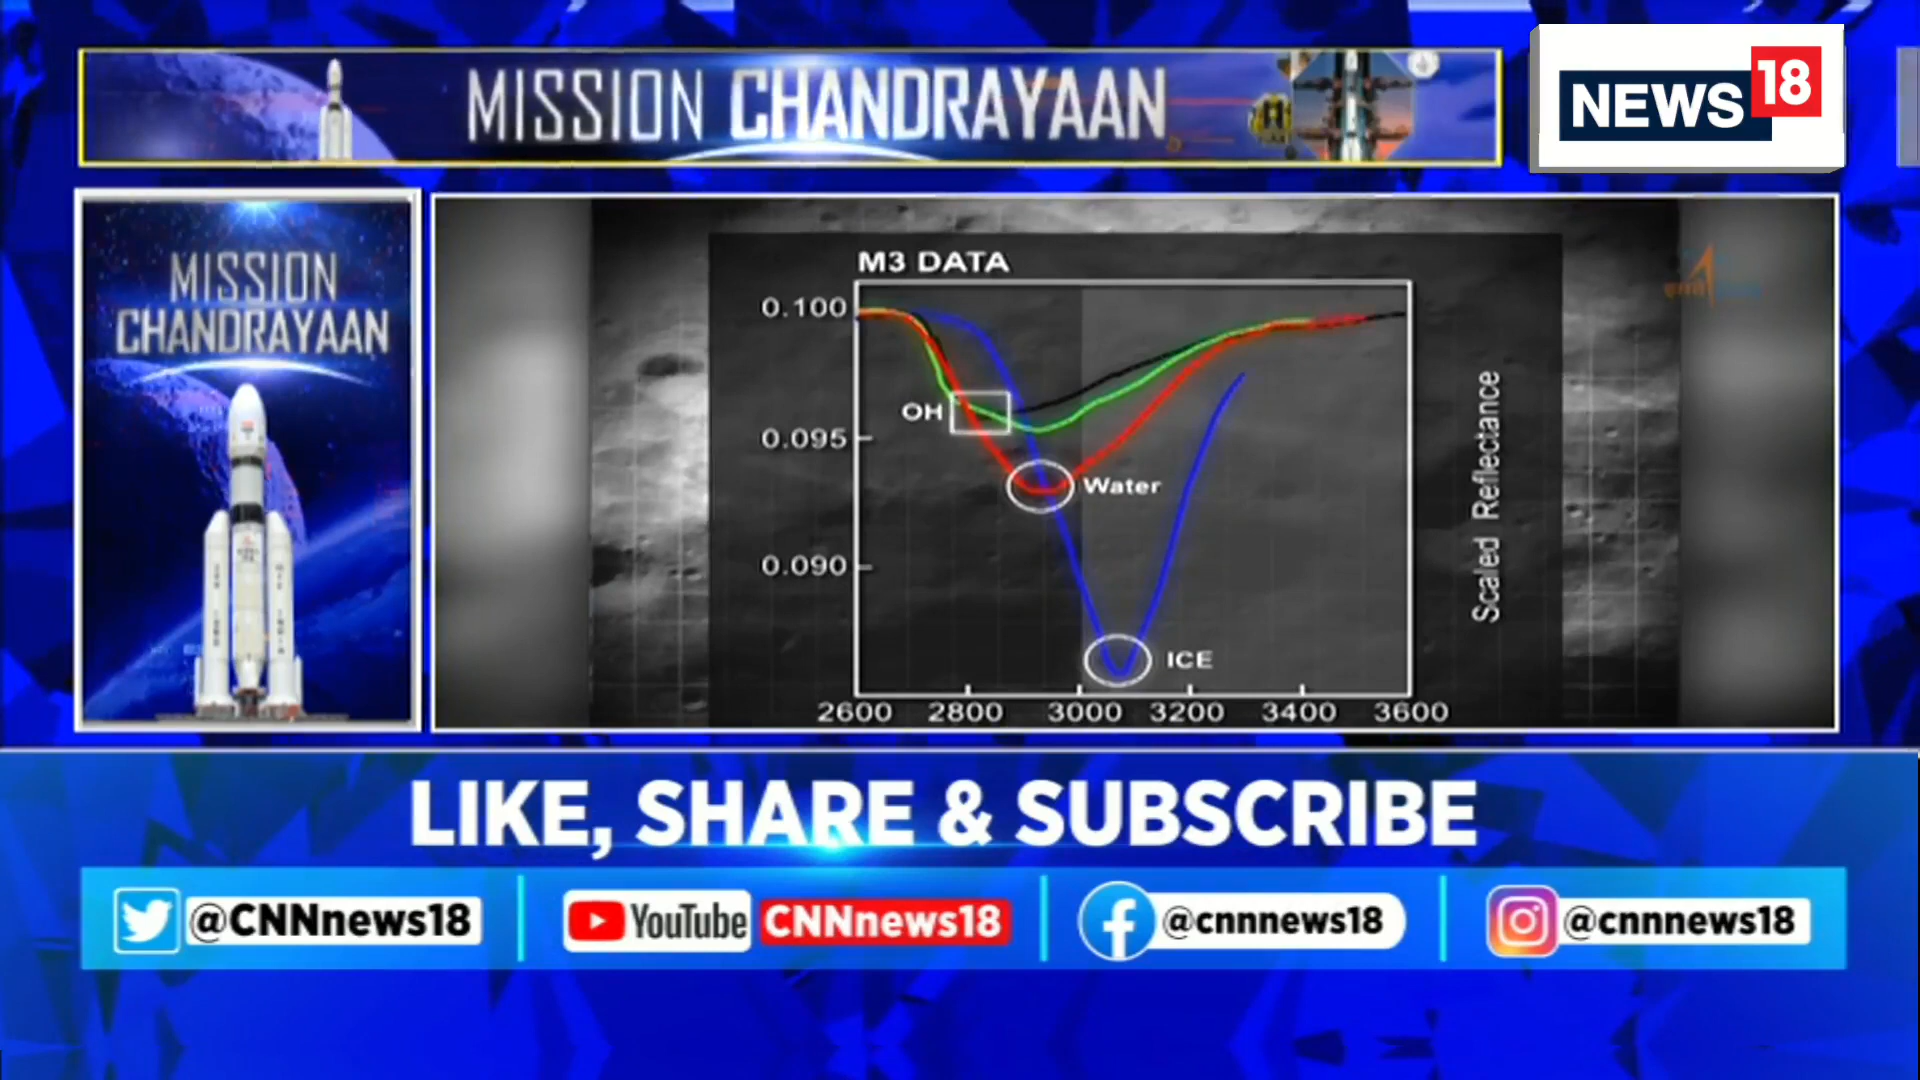 MISSION CHANDRAYAAN
NEWS18
MISSION
CHANDRAYAAN
M3 DATA
0.100
OH
0.095
Water
0.090
ICE
2600 2800 3000 3200 3400 3600
Scaled Reflectance
इसरो
LIKE, SHARE & SUBSCRIBE
@CNNnews18
YouTube CNNnews18
@cnnnews18
@cnnnews18